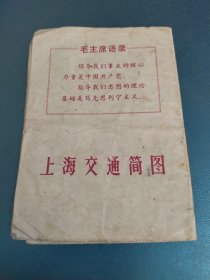 毛主席语录
领导我们事业的核心
力量是中国共产党。
指导我们思想的理论
基础是马克思列宁主义。
上海交通简图